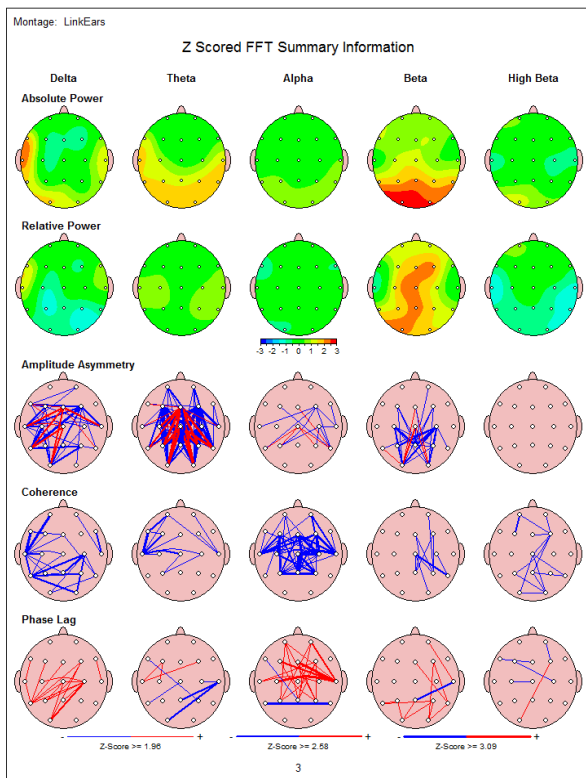 Montage: LinkEars
Z Scored FFT Summary Information
Delta Theta Alpha Beta High Beta
Absolute Power
Relative Power
-3 -2 -1 0 1 2 3
Amplitude Asymmetry
Coherence
Phase Lag
- + - + - +
Z-Score >= 1.96 Z-Score >= 2.58 Z-Score >= 3.09
3